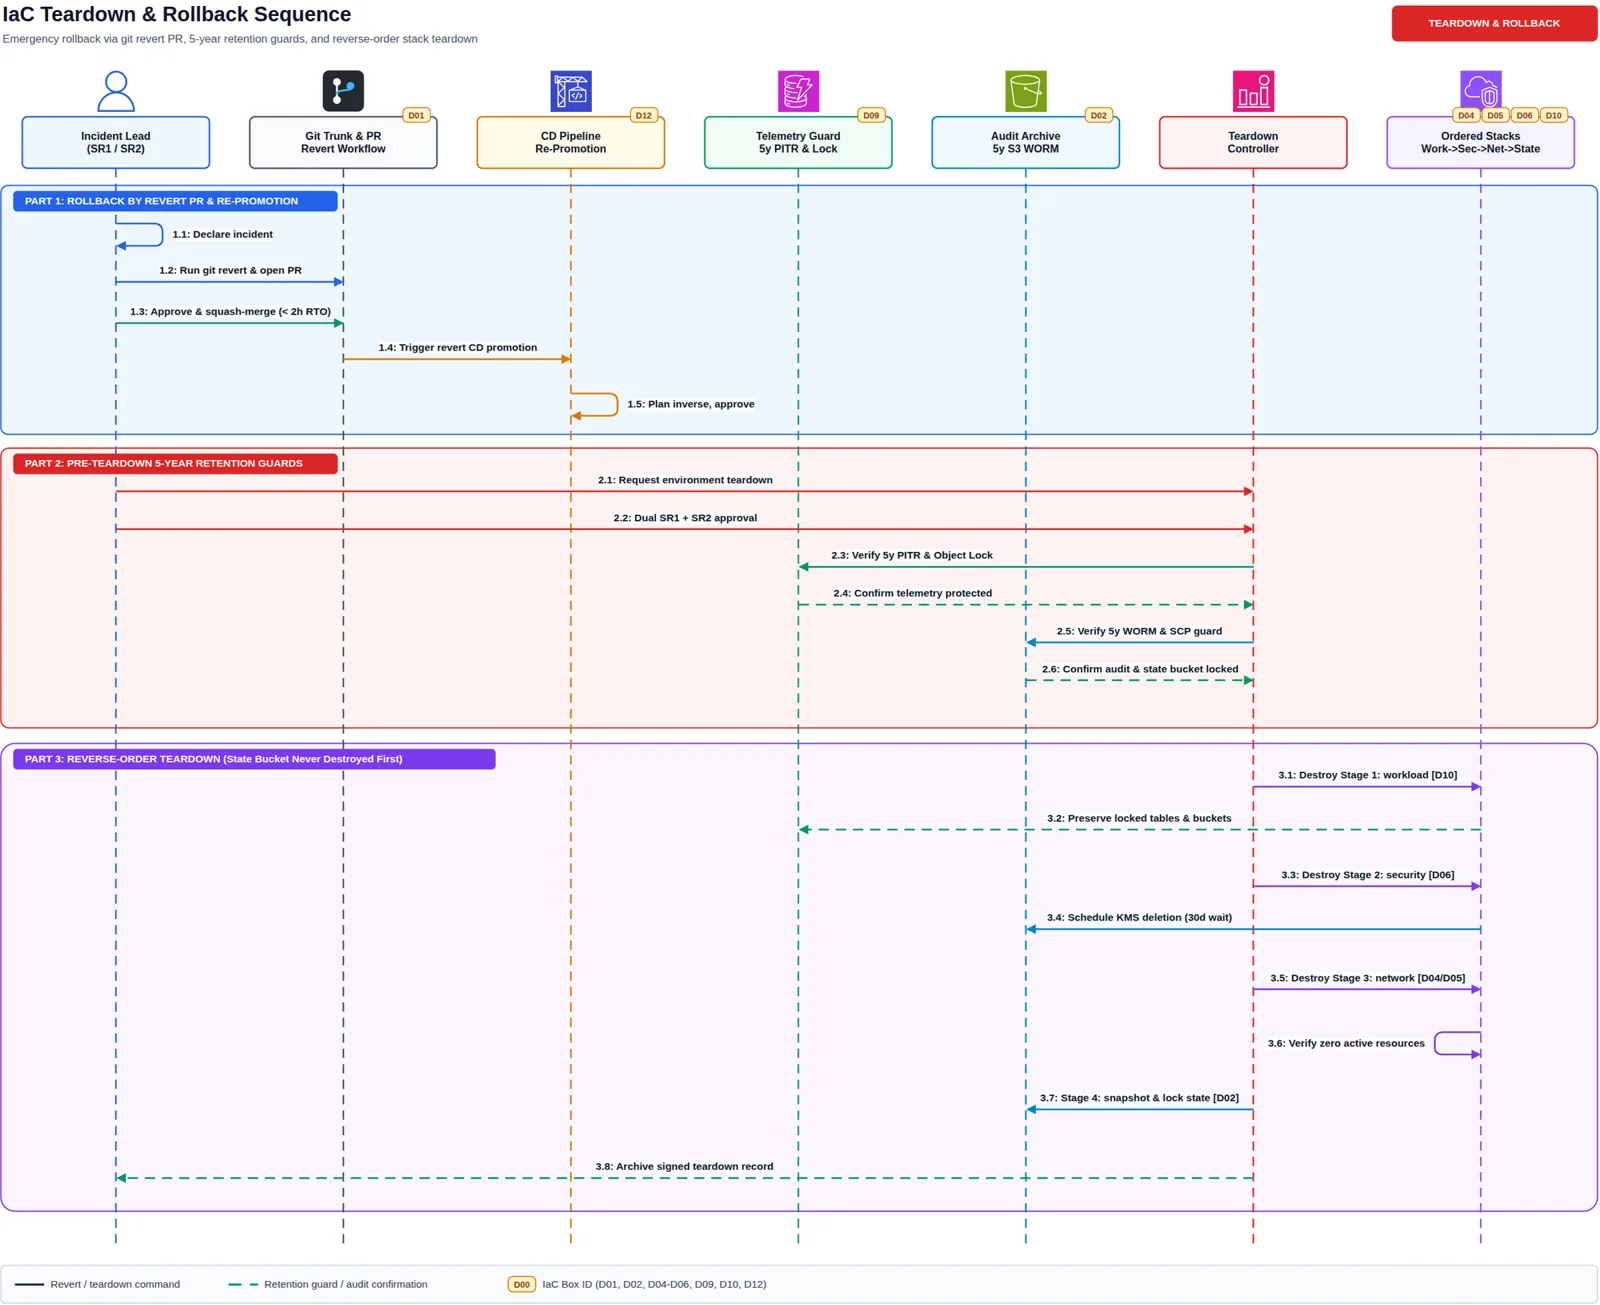 IaC Teardown & Rollback Sequence
Emergency rollback via git revert PR, 5-year retention guards, and reverse-order stack teardown
TEARDOWN & ROLLBACK
D01
D12
D09
D02
D04
D05
D06
D10
Incident Lead
(SR1 / SR2)
Git Trunk & PR
Revert Workflow
CD Pipeline
Re-Promotion
Telemetry Guard
5y PITR & Lock
Audit Archive
5y S3 WORM
Teardown
Controller
Ordered Stacks
Work->Sec->Net->State
PART 1: ROLLBACK BY REVERT PR & RE-PROMOTION
1.1: Declare incident
1.2: Run git revert & open PR
1.3: Approve & squash-merge (< 2h RTO)
1.4: Trigger revert CD promotion
1.5: Plan inverse, approve
PART 2: PRE-TEARDOWN 5-YEAR RETENTION GUARDS
2.1: Request environment teardown
2.2: Dual SR1 + SR2 approval
2.3: Verify 5y PITR & Object Lock
2.4: Confirm telemetry protected
2.5: Verify 5y WORM & SCP guard
2.6: Confirm audit & state bucket locked
PART 3: REVERSE-ORDER TEARDOWN (State Bucket Never Destroyed First)
3.1: Destroy Stage 1: workload [D10]
3.2: Preserve locked tables & buckets
3.3: Destroy Stage 2: security [D06]
3.4: Schedule KMS deletion (30d wait)
3.5: Destroy Stage 3: network [D04/D05]
3.6: Verify zero active resources
3.7: Stage 4: snapshot & lock state [D02]
3.8: Archive signed teardown record
Revert / teardown command
Retention guard / audit confirmation
D00
IaC Box ID (D01, D02, D04-D06, D09, D10, D12)